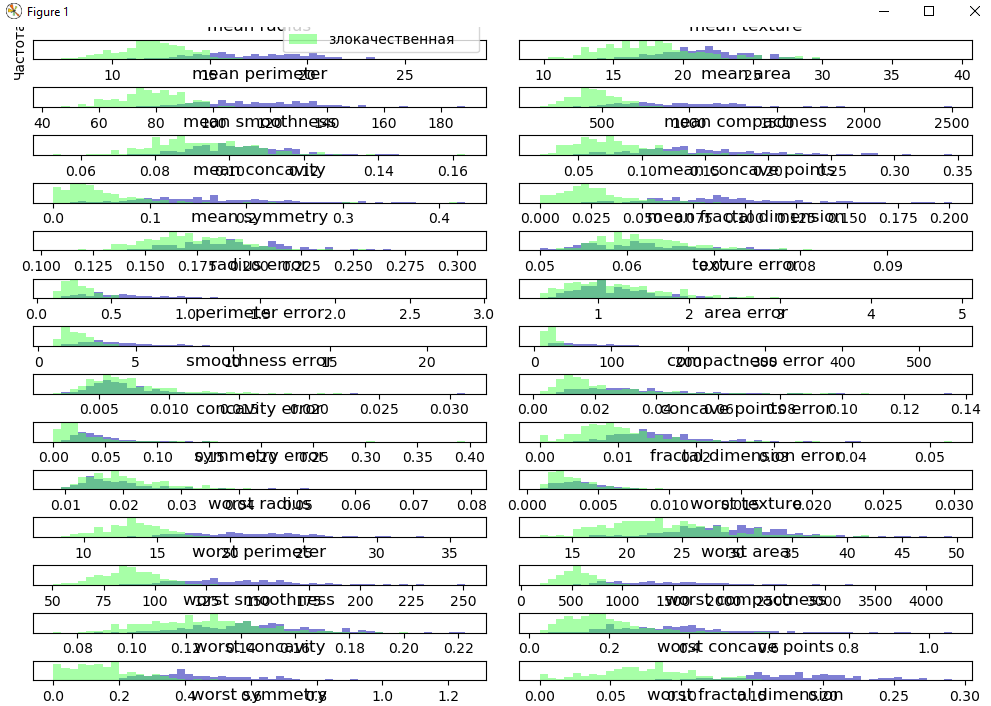 Figure 1
mean radius mean texture
злокачественная
Частота
10 15 20 25 10 15 20 25 30 35 40
mean perimeter mean area
40 60 80 100 120 140 160 180 500 1000 1500 2000 2500
mean smoothness mean compactness
0.06 0.08 0.10 0.12 0.14 0.16 0.05 0.10 0.15 0.20 0.25 0.30 0.35
mean concavity mean concave points
0.0 0.1 0.2 0.3 0.4 0.000 0.025 0.050 0.075 0.100 0.125 0.150 0.175 0.200
mean symmetry mean fractal dimension
0.100 0.125 0.150 0.175 0.200 0.225 0.250 0.275 0.300 0.05 0.06 0.07 0.08 0.09
radius error texture error
0.0 0.5 1.0 1.5 2.0 2.5 3.0 1 2 3 4 5
perimeter error area error
0 5 10 15 20 0 100 200 300 400 500
smoothness error compactness error
0.005 0.010 0.015 0.020 0.025 0.030 0.00 0.02 0.04 0.06 0.08 0.10 0.12 0.14
concavity error concave points error
0.00 0.05 0.10 0.15 0.20 0.25 0.30 0.35 0.40 0.00 0.01 0.02 0.03 0.04 0.05
symmetry error fractal dimension error
0.01 0.02 0.03 0.04 0.05 0.06 0.07 0.08 0.000 0.005 0.010 0.015 0.020 0.025 0.030
worst radius worst texture
10 15 20 25 30 35 15 20 25 30 35 40 45 50
worst perimeter worst area
50 75 100 125 150 175 200 225 250 0 500 1000 1500 2000 2500 3000 3500 4000
worst smoothness worst compactness
0.08 0.10 0.12 0.14 0.16 0.18 0.20 0.22 0.0 0.2 0.4 0.6 0.8 1.0
worst concavity worst concave points
0.0 0.2 0.4 0.6 0.8 1.0 1.2 0.00 0.05 0.10 0.15 0.20 0.25 0.30
worst symmetry worst fractal dimension